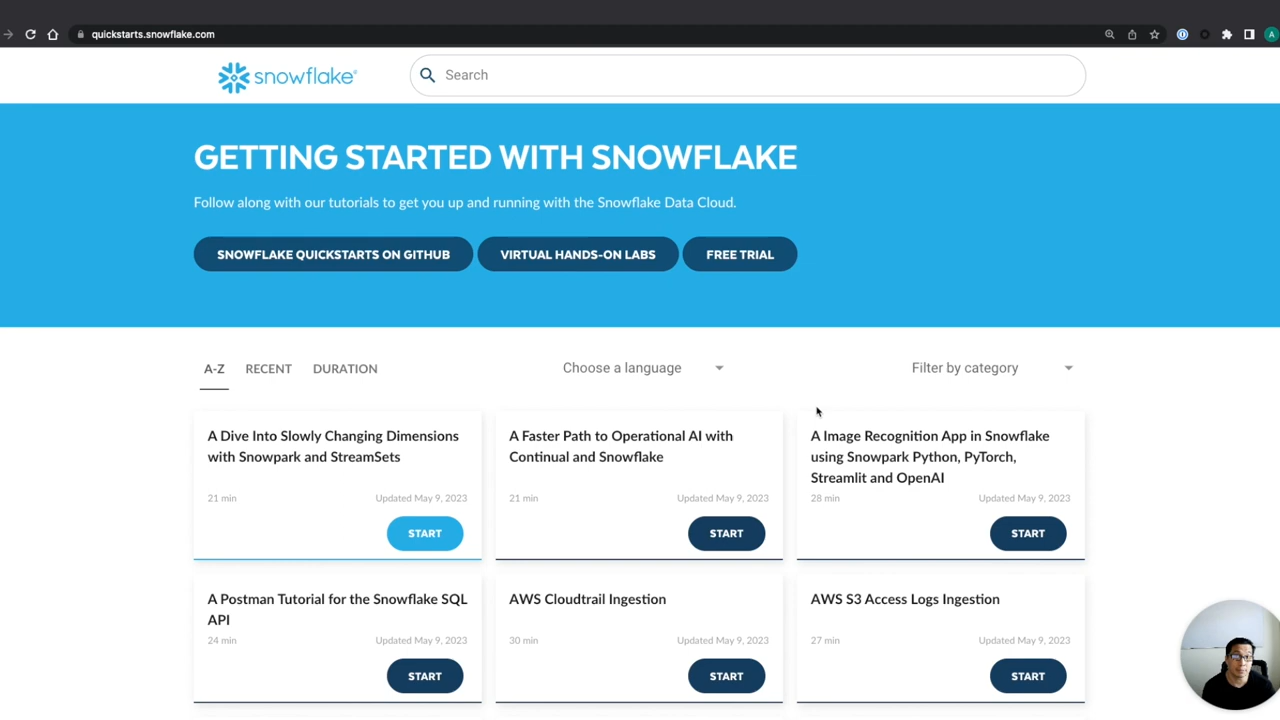 quickstarts.snowflake.com
A
snowflake®
Search
GETTING STARTED WITH SNOWFLAKE
Follow along with our tutorials to get you up and running with the Snowflake Data Cloud.
SNOWFLAKE QUICKSTARTS ON GITHUB
VIRTUAL HANDS-ON LABS
FREE TRIAL
A-Z
RECENT
DURATION
Choose a language
Filter by category
A Dive Into Slowly Changing Dimensions
with Snowpark and StreamSets
21 min
Updated May 9, 2023
START
A Faster Path to Operational AI with
Continual and Snowflake
21 min
Updated May 9, 2023
START
A Image Recognition App in Snowflake
using Snowpark Python, PyTorch,
Streamlit and OpenAI
28 min
Updated May 9, 2023
START
A Postman Tutorial for the Snowflake SQL
API
24 min
Updated May 9, 2023
START
AWS Cloudtrail Ingestion
30 min
Updated May 9, 2023
START
AWS S3 Access Logs Ingestion
27 min
Updated May 9, 2023
START